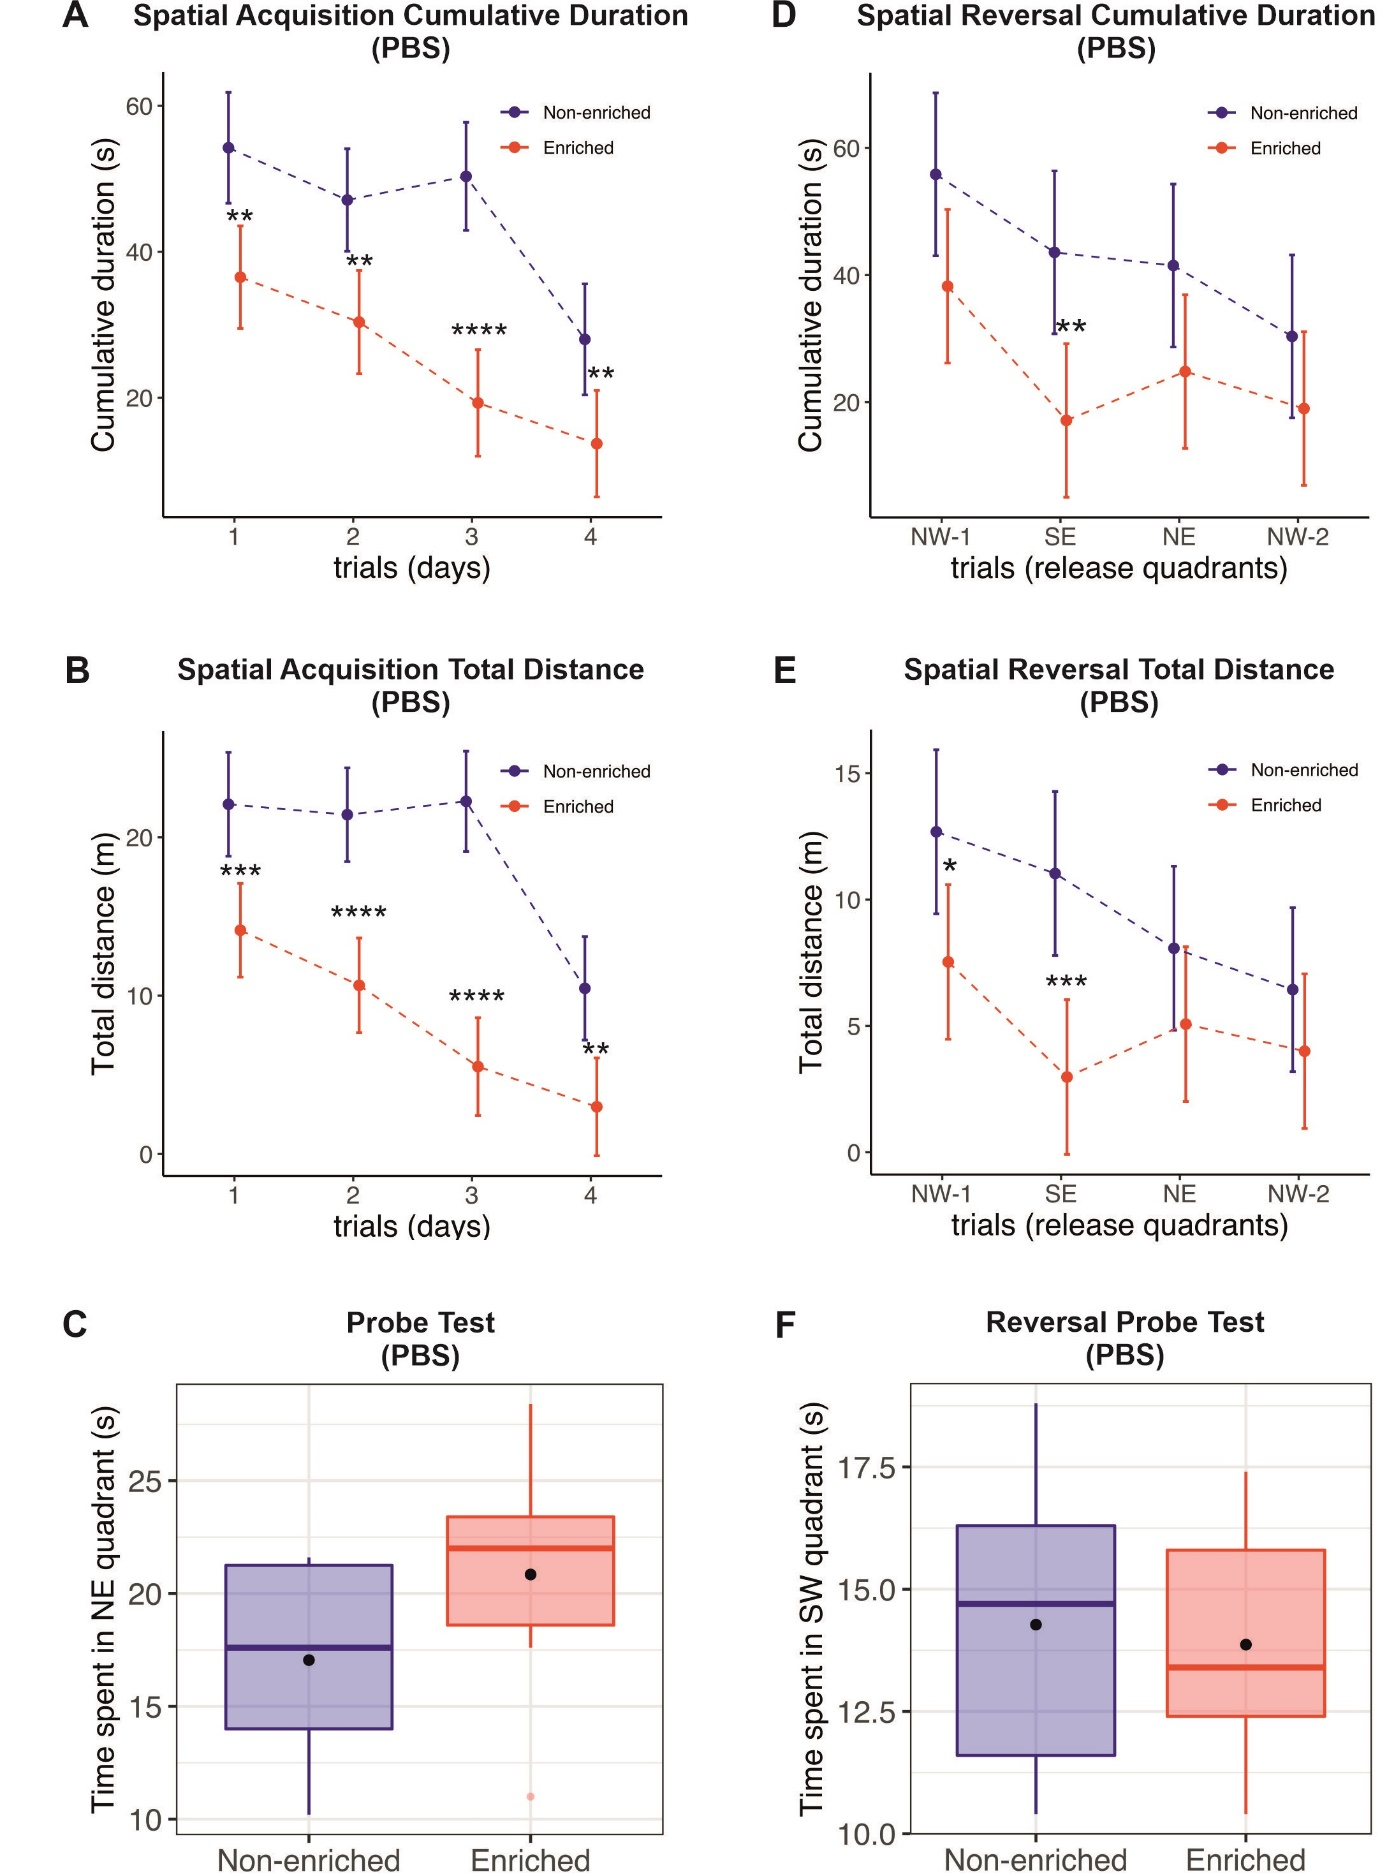 A
Spatial Acquisition Cumulative Duration
(PBS)
Cumulative duration (s)
60
40
20
Non-enriched
Enriched
**
**
****
**
1 2 3 4
trials (days)
D
Spatial Reversal Cumulative Duration
(PBS)
Cumulative duration (s)
60
40
20
Non-enriched
Enriched
**
NW-1 SE NE NW-2
trials (release quadrants)
B
Spatial Acquisition Total Distance
(PBS)
Total distance (m)
20
10
0
Non-enriched
Enriched
***
****
****
**
1 2 3 4
trials (days)
E
Spatial Reversal Total Distance
(PBS)
Total distance (m)
15
10
5
0
Non-enriched
Enriched
*
***
NW-1 SE NE NW-2
trials (release quadrants)
C
Probe Test
(PBS)
Time spent in NE quadrant (s)
25
20
15
10
Non-enriched Enriched
F
Reversal Probe Test
(PBS)
Time spent in SW quadrant (s)
17.5
15.0
12.5
10.0
Non-enriched Enriched